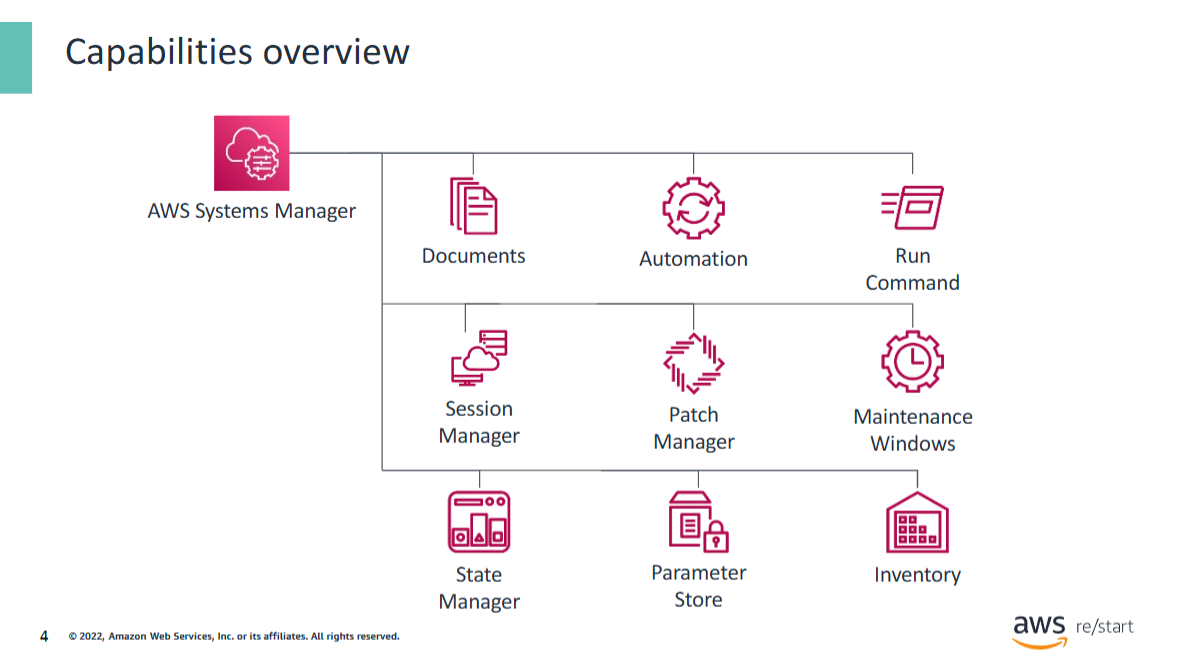 Capabilities overview
AWS Systems Manager
Documents
Automation
Run
Command
Session
Manager
Patch
Manager
Maintenance
Windows
State
Manager
Parameter
Store
Inventory
4
© 2022, Amazon Web Services, Inc. or its affiliates. All rights reserved.
aws re/start